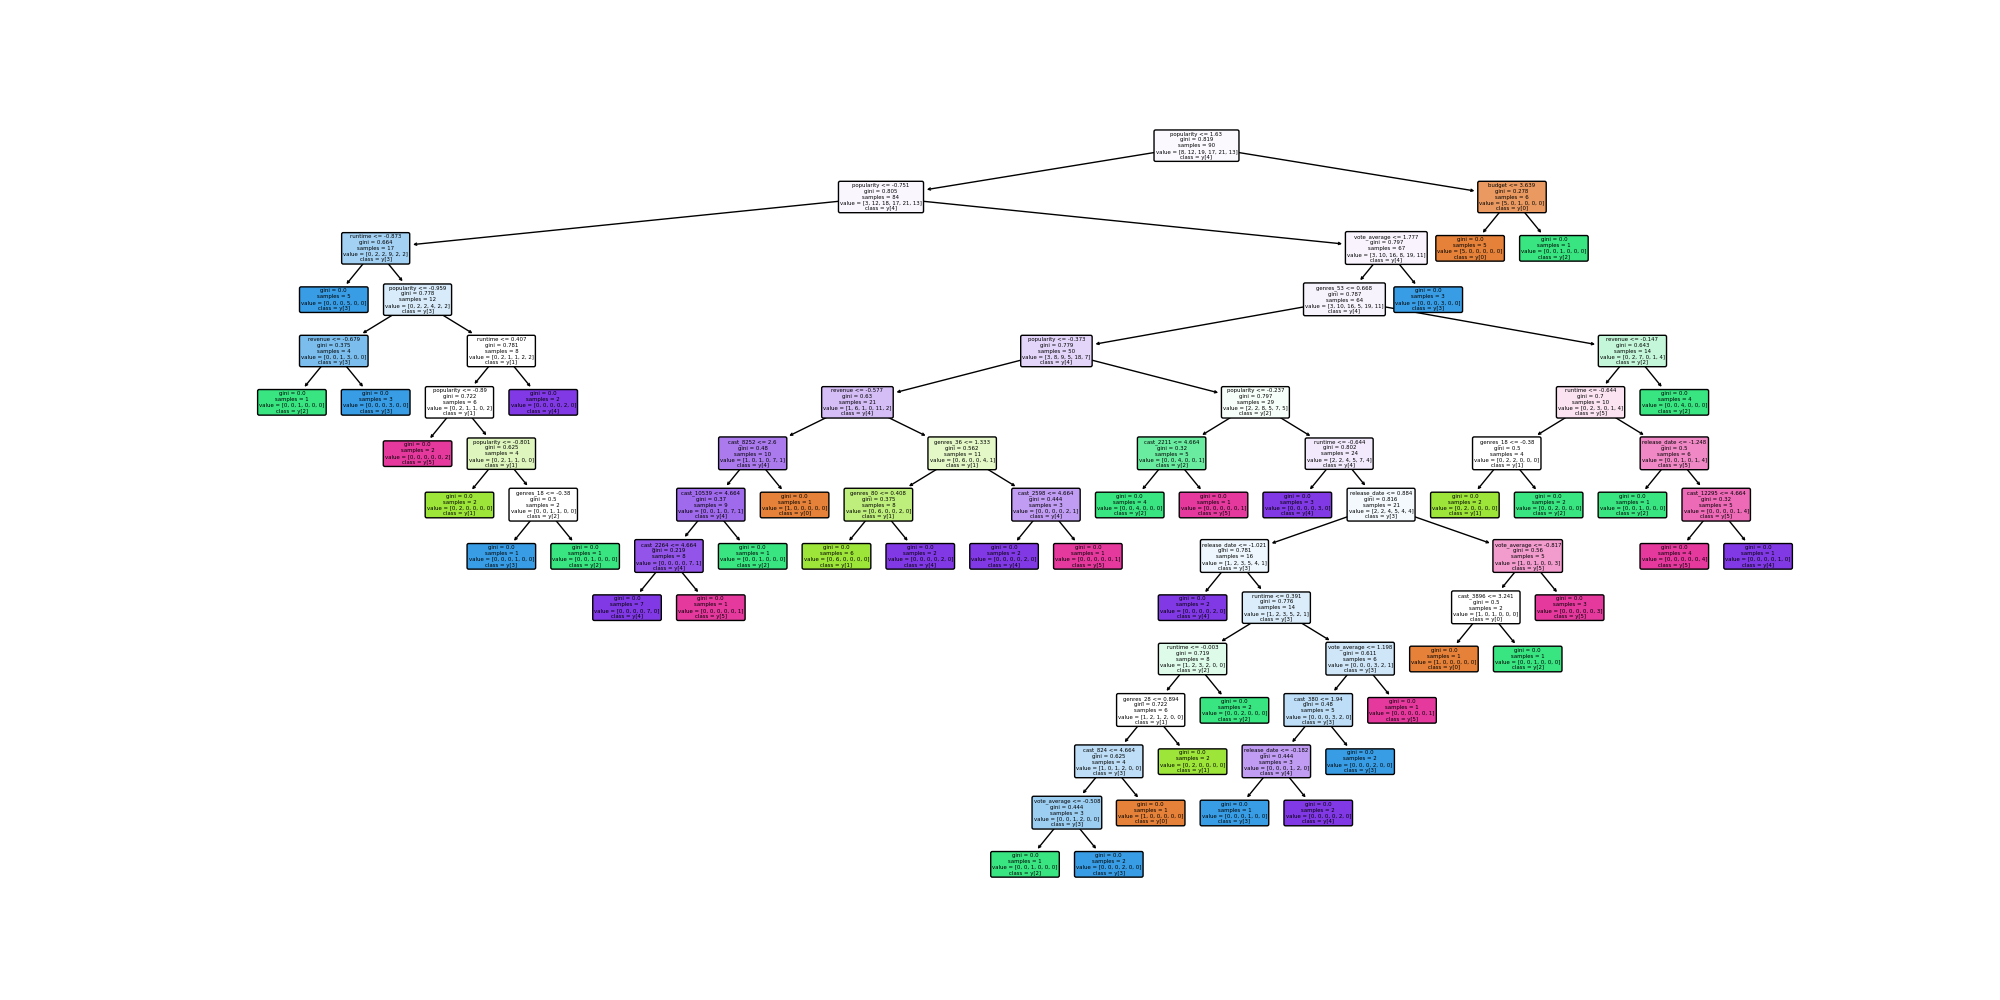 popularity <= 1.63
gini = 0.819
samples = 90
value = [8, 12, 19, 17, 21, 13]
class = y[4]
popularity <= -0.751
gini = 0.805
samples = 84
value = [3, 12, 18, 17, 21, 13]
class = y[4]
budget <= 3.639
gini = 0.278
samples = 6
value = [5, 0, 1, 0, 0, 0]
class = y[0]
runtime <= -0.873
gini = 0.664
samples = 17
value = [0, 2, 2, 9, 2, 2]
class = y[3]
vote_average <= 1.777
gini = 0.797
samples = 67
value = [3, 10, 16, 8, 19, 11]
class = y[4]
gini = 0.0
samples = 5
value = [5, 0, 0, 0, 0, 0]
class = y[0]
gini = 0.0
samples = 1
value = [0, 0, 1, 0, 0, 0]
class = y[2]
gini = 0.0
samples = 5
value = [0, 0, 0, 5, 0, 0]
class = y[3]
popularity <= -0.959
gini = 0.778
samples = 12
value = [0, 2, 2, 4, 2, 2]
class = y[3]
genres_53 <= 0.668
gini = 0.787
samples = 64
value = [3, 10, 16, 5, 19, 11]
class = y[4]
gini = 0.0
samples = 3
value = [0, 0, 0, 3, 0, 0]
class = y[3]
revenue <= -0.679
gini = 0.375
samples = 4
value = [0, 0, 1, 3, 0, 0]
class = y[3]
runtime <= 0.407
gini = 0.781
samples = 8
value = [0, 2, 1, 1, 2, 2]
class = y[1]
popularity <= -0.373
gini = 0.779
samples = 50
value = [3, 8, 9, 5, 18, 7]
class = y[4]
revenue <= -0.147
gini = 0.643
samples = 14
value = [0, 2, 7, 0, 1, 4]
class = y[2]
gini = 0.0
samples = 1
value = [0, 0, 1, 0, 0, 0]
class = y[2]
gini = 0.0
samples = 3
value = [0, 0, 0, 3, 0, 0]
class = y[3]
popularity <= -0.89
gini = 0.722
samples = 6
value = [0, 2, 1, 1, 0, 2]
class = y[1]
gini = 0.0
samples = 2
value = [0, 0, 0, 0, 2, 0]
class = y[4]
revenue <= -0.577
gini = 0.63
samples = 21
value = [1, 6, 1, 0, 11, 2]
class = y[4]
popularity <= -0.237
gini = 0.797
samples = 29
value = [2, 2, 8, 5, 7, 5]
class = y[2]
runtime <= -0.644
gini = 0.7
samples = 10
value = [0, 2, 3, 0, 1, 4]
class = y[5]
gini = 0.0
samples = 4
value = [0, 0, 4, 0, 0, 0]
class = y[2]
gini = 0.0
samples = 2
value = [0, 0, 0, 0, 0, 2]
class = y[5]
popularity <= -0.801
gini = 0.625
samples = 4
value = [0, 2, 1, 1, 0, 0]
class = y[1]
cast_8252 <= 2.6
gini = 0.48
samples = 10
value = [1, 0, 1, 0, 7, 1]
class = y[4]
genres_36 <= 1.333
gini = 0.562
samples = 11
value = [0, 6, 0, 0, 4, 1]
class = y[1]
cast_2211 <= 4.664
gini = 0.32
samples = 5
value = [0, 0, 4, 0, 0, 1]
class = y[2]
runtime <= -0.644
gini = 0.802
samples = 24
value = [2, 2, 4, 5, 7, 4]
class = y[4]
genres_18 <= -0.38
gini = 0.5
samples = 4
value = [0, 2, 2, 0, 0, 0]
class = y[1]
release_date <= -1.248
gini = 0.5
samples = 6
value = [0, 0, 1, 0, 1, 4]
class = y[5]
gini = 0.0
samples = 2
value = [0, 2, 0, 0, 0, 0]
class = y[1]
genres_18 <= -0.38
gini = 0.5
samples = 2
value = [0, 0, 1, 1, 0, 0]
class = y[2]
cast_10539 <= 4.664
gini = 0.37
samples = 9
value = [0, 0, 1, 0, 7, 1]
class = y[4]
gini = 0.0
samples = 1
value = [1, 0, 0, 0, 0, 0]
class = y[0]
genres_80 <= 0.408
gini = 0.375
samples = 8
value = [0, 6, 0, 0, 2, 0]
class = y[1]
cast_2598 <= 4.664
gini = 0.444
samples = 3
value = [0, 0, 0, 0, 2, 1]
class = y[4]
gini = 0.0
samples = 4
value = [0, 0, 4, 0, 0, 0]
class = y[2]
gini = 0.0
samples = 1
value = [0, 0, 0, 0, 0, 1]
class = y[5]
gini = 0.0
samples = 3
value = [0, 0, 0, 0, 3, 0]
class = y[4]
release_date <= 0.884
gini = 0.816
samples = 21
value = [2, 2, 4, 5, 4, 4]
class = y[3]
gini = 0.0
samples = 2
value = [0, 2, 0, 0, 0, 0]
class = y[1]
gini = 0.0
samples = 2
value = [0, 0, 2, 0, 0, 0]
class = y[2]
gini = 0.0
samples = 1
value = [0, 0, 1, 0, 0, 0]
class = y[2]
cast_12295 <= 4.664
gini = 0.32
samples = 5
value = [0, 0, 0, 0, 1, 4]
class = y[5]
gini = 0.0
samples = 1
value = [0, 0, 0, 1, 0, 0]
class = y[3]
gini = 0.0
samples = 1
value = [0, 0, 1, 0, 0, 0]
class = y[2]
cast_2264 <= 4.664
gini = 0.219
samples = 8
value = [0, 0, 0, 0, 7, 1]
class = y[4]
gini = 0.0
samples = 1
value = [0, 0, 1, 0, 0, 0]
class = y[2]
gini = 0.0
samples = 6
value = [0, 6, 0, 0, 0, 0]
class = y[1]
gini = 0.0
samples = 2
value = [0, 0, 0, 0, 2, 0]
class = y[4]
gini = 0.0
samples = 2
value = [0, 0, 0, 0, 2, 0]
class = y[4]
gini = 0.0
samples = 1
value = [0, 0, 0, 0, 0, 1]
class = y[5]
release_date <= -1.021
gini = 0.781
samples = 16
value = [1, 2, 3, 5, 4, 1]
class = y[3]
vote_average <= -0.817
gini = 0.56
samples = 5
value = [1, 0, 1, 0, 0, 3]
class = y[5]
gini = 0.0
samples = 4
value = [0, 0, 0, 0, 0, 4]
class = y[5]
gini = 0.0
samples = 1
value = [0, 0, 0, 0, 1, 0]
class = y[4]
gini = 0.0
samples = 7
value = [0, 0, 0, 0, 7, 0]
class = y[4]
gini = 0.0
samples = 1
value = [0, 0, 0, 0, 0, 1]
class = y[5]
gini = 0.0
samples = 2
value = [0, 0, 0, 0, 2, 0]
class = y[4]
runtime <= 0.391
gini = 0.776
samples = 14
value = [1, 2, 3, 5, 2, 1]
class = y[3]
cast_3896 <= 3.241
gini = 0.5
samples = 2
value = [1, 0, 1, 0, 0, 0]
class = y[0]
gini = 0.0
samples = 3
value = [0, 0, 0, 0, 0, 3]
class = y[5]
runtime <= -0.003
gini = 0.719
samples = 8
value = [1, 2, 3, 2, 0, 0]
class = y[2]
vote_average <= 1.198
gini = 0.611
samples = 6
value = [0, 0, 0, 3, 2, 1]
class = y[3]
gini = 0.0
samples = 1
value = [1, 0, 0, 0, 0, 0]
class = y[0]
gini = 0.0
samples = 1
value = [0, 0, 1, 0, 0, 0]
class = y[2]
genres_28 <= 0.894
gini = 0.722
samples = 6
value = [1, 2, 1, 2, 0, 0]
class = y[1]
gini = 0.0
samples = 2
value = [0, 0, 2, 0, 0, 0]
class = y[2]
cast_380 <= 1.94
gini = 0.48
samples = 5
value = [0, 0, 0, 3, 2, 0]
class = y[3]
gini = 0.0
samples = 1
value = [0, 0, 0, 0, 0, 1]
class = y[5]
cast_824 <= 4.664
gini = 0.625
samples = 4
value = [1, 0, 1, 2, 0, 0]
class = y[3]
gini = 0.0
samples = 2
value = [0, 2, 0, 0, 0, 0]
class = y[1]
release_date <= -0.182
gini = 0.444
samples = 3
value = [0, 0, 0, 1, 2, 0]
class = y[4]
gini = 0.0
samples = 2
value = [0, 0, 0, 2, 0, 0]
class = y[3]
vote_average <= -0.508
gini = 0.444
samples = 3
value = [0, 0, 1, 2, 0, 0]
class = y[3]
gini = 0.0
samples = 1
value = [1, 0, 0, 0, 0, 0]
class = y[0]
gini = 0.0
samples = 1
value = [0, 0, 0, 1, 0, 0]
class = y[3]
gini = 0.0
samples = 2
value = [0, 0, 0, 0, 2, 0]
class = y[4]
gini = 0.0
samples = 1
value = [0, 0, 1, 0, 0, 0]
class = y[2]
gini = 0.0
samples = 2
value = [0, 0, 0, 2, 0, 0]
class = y[3]